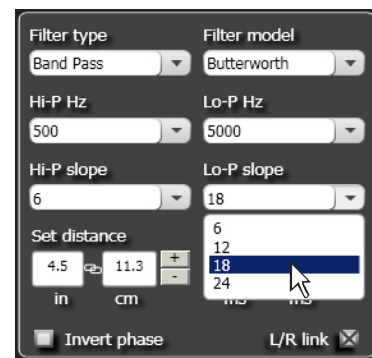 Filter type Filter model
Band Pass Butterworth
Hi-P Hz Lo-P Hz
500 5000
Hi-P slope Lo-P slope
6 18
6
12
18
24
Set distance
4.5 11.3 + -
in cm ms ms
Invert phase L/R link